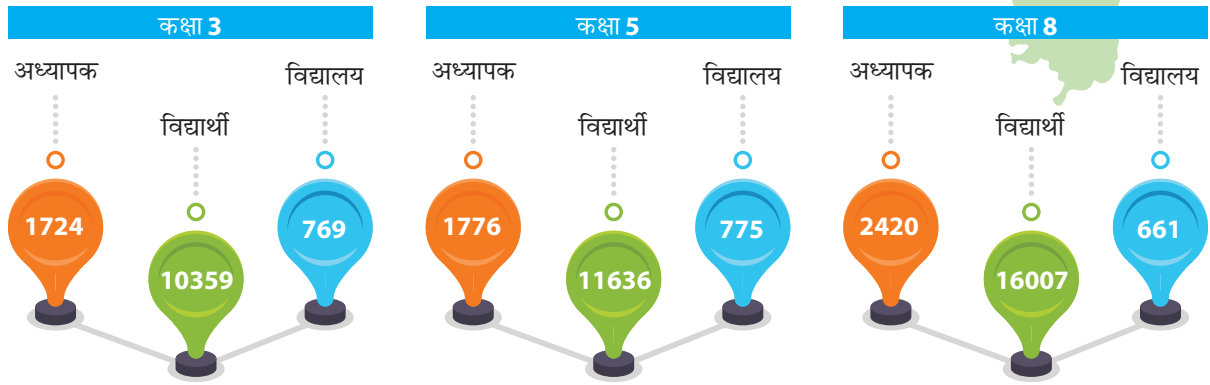 कक्षा 3
अध्यापक
विद्यार्थी
विद्यालय
1724
10359
769
कक्षा 5
अध्यापक
विद्यार्थी
विद्यालय
1776
11636
775
कक्षा 8
अध्यापक
विद्यार्थी
विद्यालय
2420
16007
661